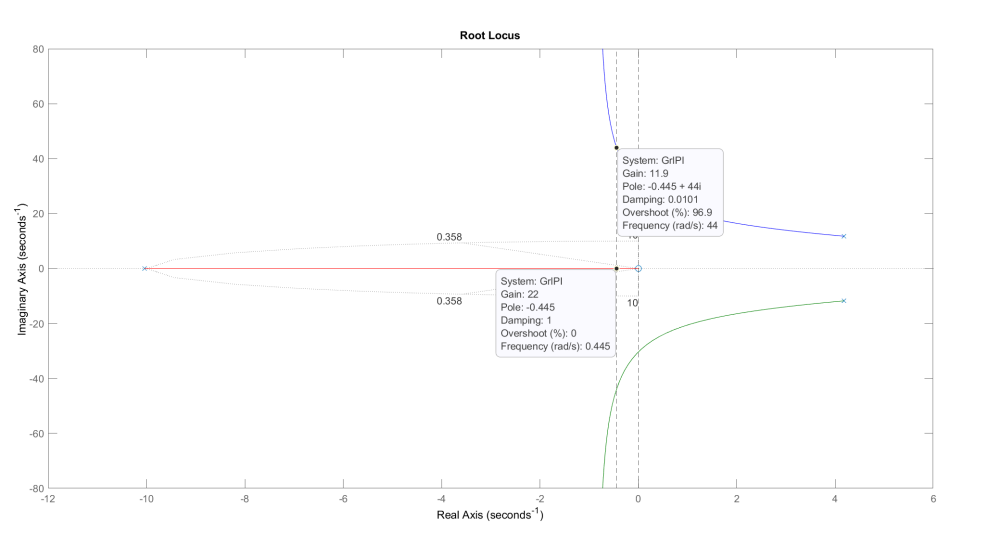 Root Locus
80
60
40
20
0
-20
-40
-60
-80
Imaginary Axis (seconds⁻¹)
System: GrIPI
Gain: 11.9
Pole: -0.445 + 44i
Damping: 0.0101
Overshoot (%): 96.9
Frequency (rad/s): 44
0.358
System: GrIPI
Gain: 22
Pole: -0.445
Damping: 1
Overshoot (%): 0
Frequency (rad/s): 0.445
0.358
10
-12
-10
-8
-6
-4
-2
0
2
4
6
Real Axis (seconds⁻¹)